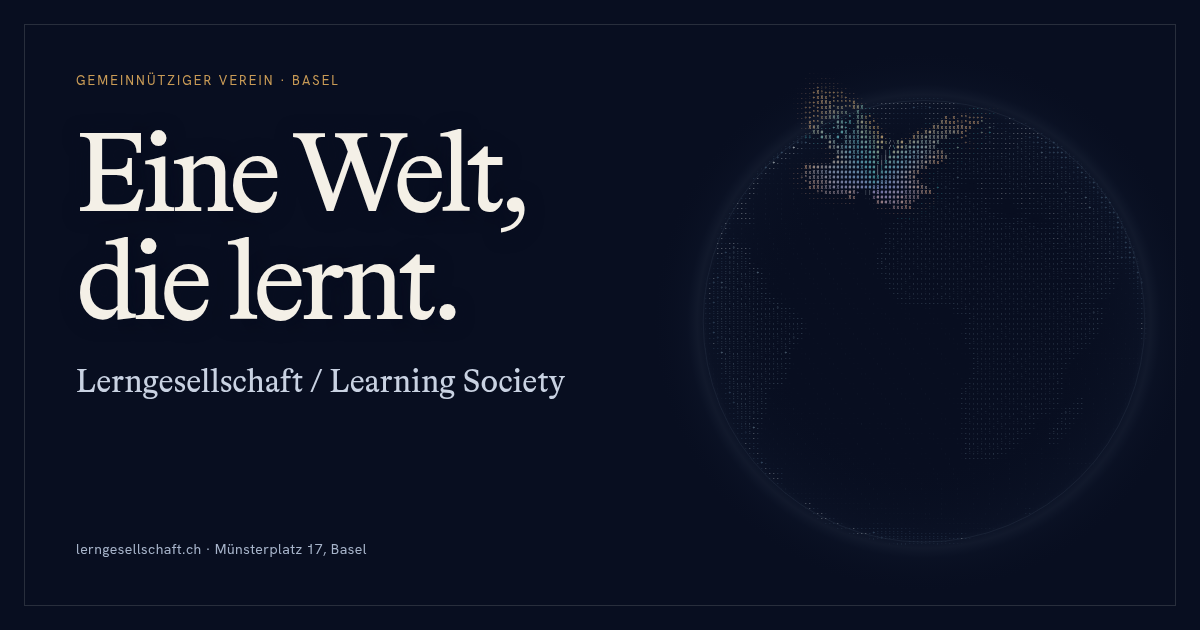 GEMEINNÜTZIGER VEREIN · BASEL
Eine Welt,
die lernt.
Lerngesellschaft / Learning Society
lerngesellschaft.ch · Münsterplatz 17, Basel